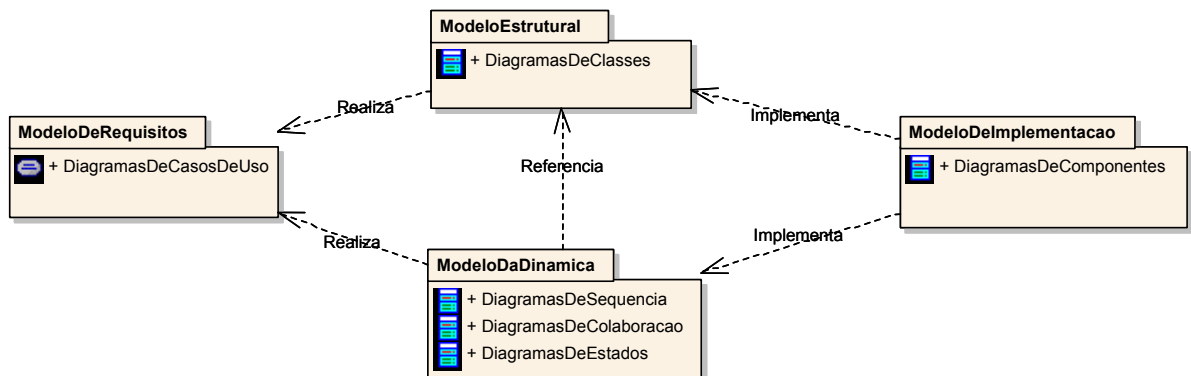 ModeloEstrutural
+ DiagramasDeClasses
Realiza
Implementa
ModeloDeRequisitos
+ DiagramasDeCasosDeUso
ModeloDeImplementacao
+ DiagramasDeComponentes
Referencia
Realiza
Implementa
ModeloDaDinamica
+ DiagramasDeSequencia
+ DiagramasDeColaboracao
+ DiagramasDeEstados